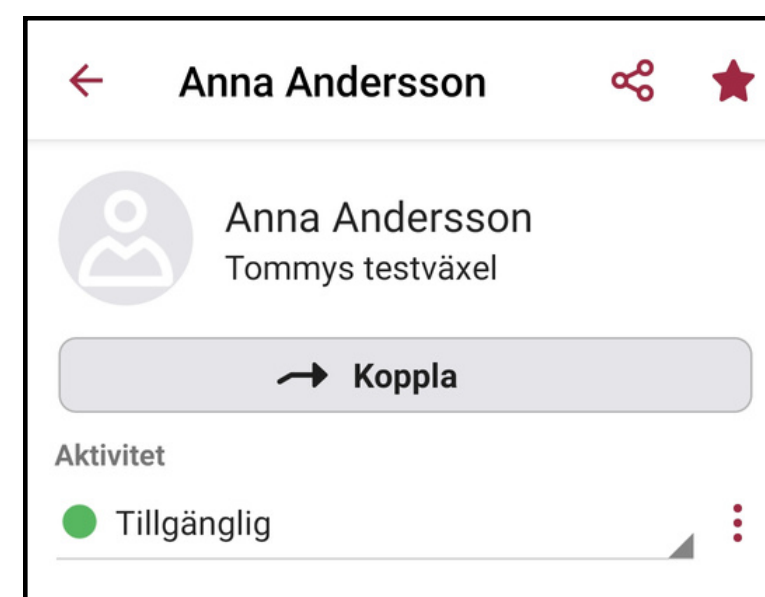 Anna Andersson
Anna Andersson
Tommys testväxel
Koppla
Aktivitet
Tillgänglig